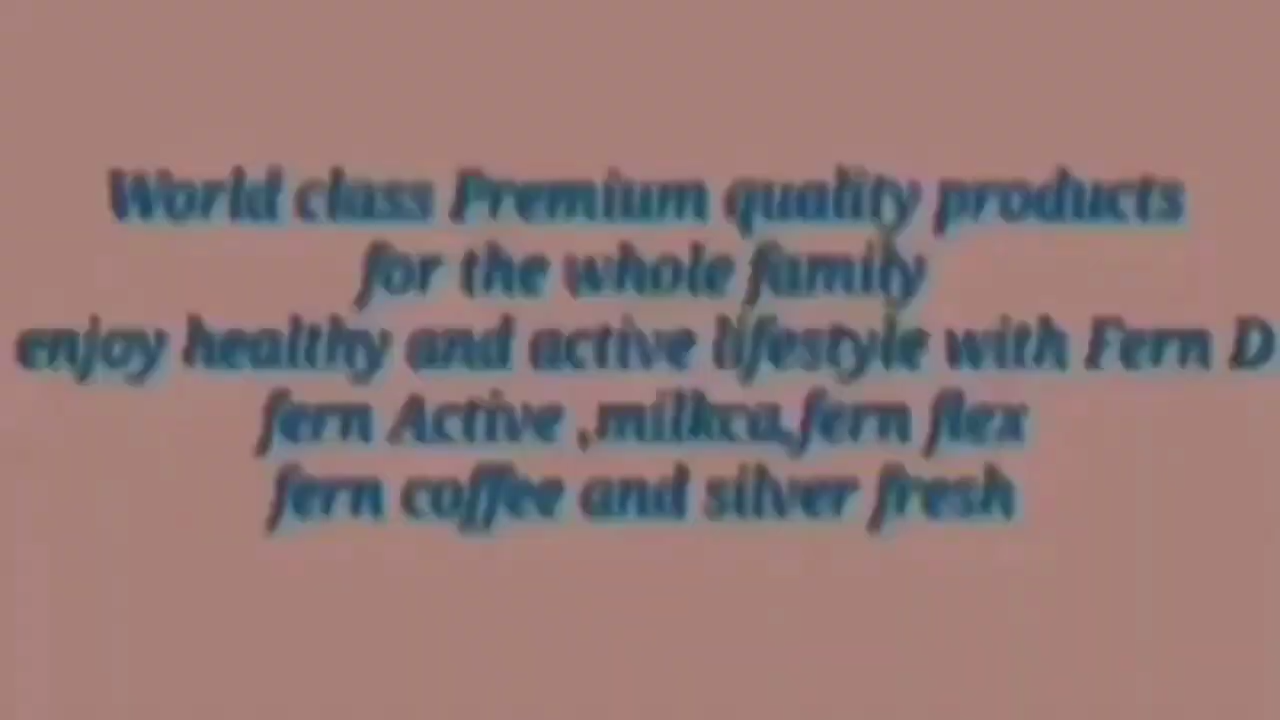 World class Premium quality products
for the whole family
enjoy healthy and active lifestyle with Fern D
fern Active ,milkca,fern flex
fern coffee and silver fresh